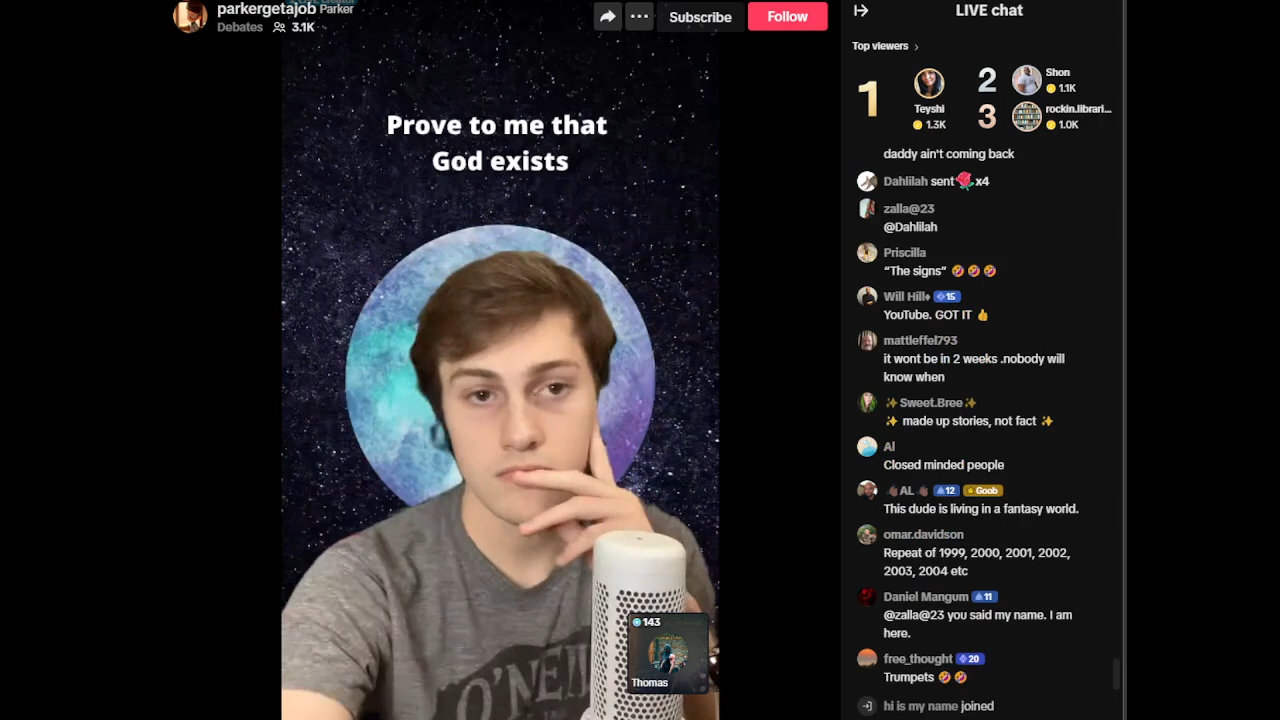 parkergetajob Parker
Debates 3.1K
Subscribe
Follow
Prove to me that
God exists
O'NEI
143
Thomas
LIVE chat
Top viewers
1
Teyshi
1.3K
2
Shon
1.1K
3
rockin.librari...
1.0K
daddy ain't coming back
Dahlilah sent x4
zalla@23
@Dahlilah
Priscilla
“The signs” 🤣 🤣 🤣
Will Hill♦ 15
YouTube. GOT IT 👍
mattleffel793
it wont be in 2 weeks .nobody will
know when
✨Sweet.Bree✨
✨ made up stories, not fact ✨
Al
Closed minded people
AL 12 Goob
This dude is living in a fantasy world.
omar.davidson
Repeat of 1999, 2000, 2001, 2002,
2003, 2004 etc
Daniel Mangum 11
@zalla@23 you said my name. I am
here.
free_thought 20
Trumpets 🤣 🤣
hi is my name joined